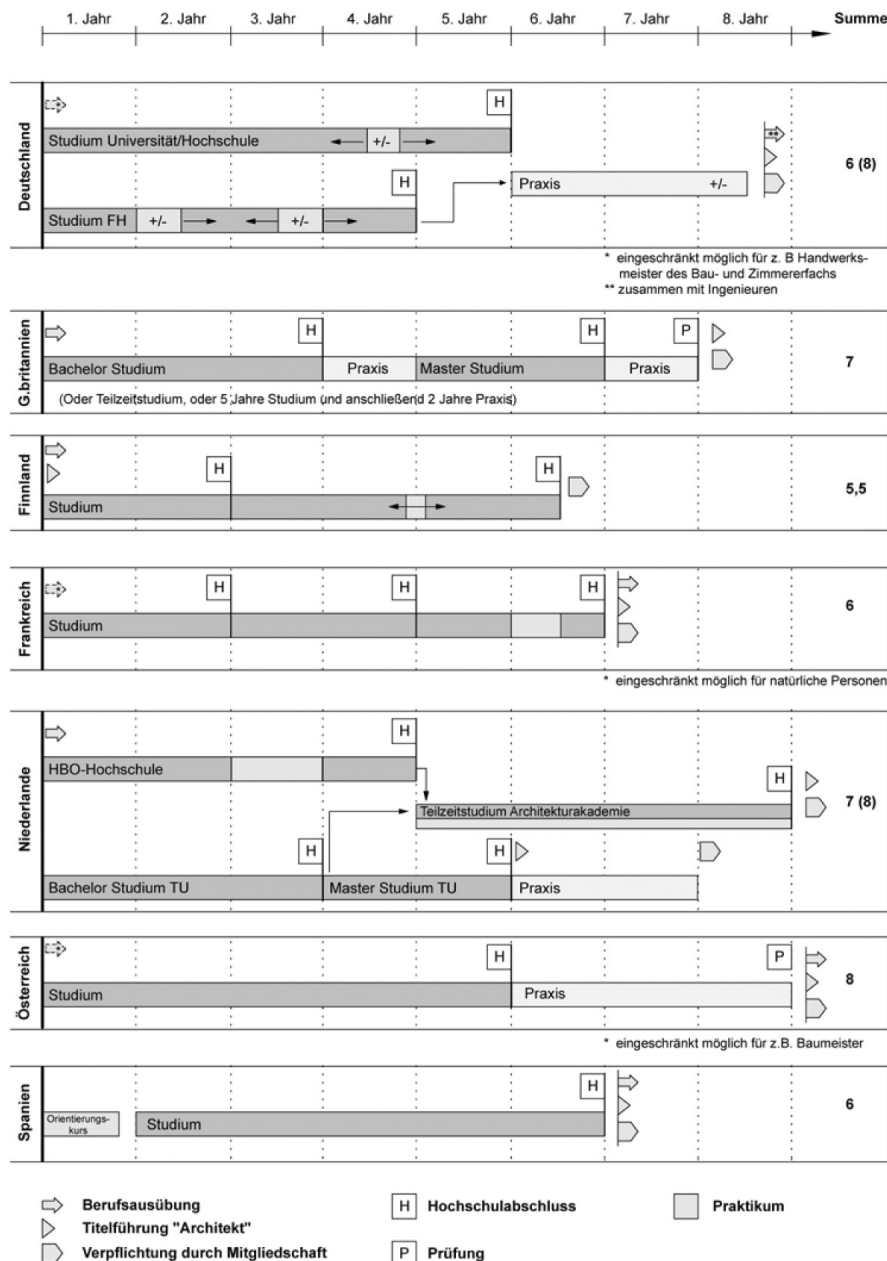 1. Jahr 2. Jahr 3. Jahr 4. Jahr 5. Jahr 6. Jahr 7. Jahr 8. Jahr Summe
Deutschland
*
H
**
Studium Universität/Hochschule +/-
6 (8)
H
Praxis +/-
Studium FH +/- +/-
* eingeschränkt möglich für z. B Handwerks-
meister des Bau- und Zimmererfachs
** zusammen mit Ingenieuren
G.britannien
H H P
Bachelor Studium Praxis Master Studium Praxis
7
(Oder Teilzeitstudium, oder 5 Jahre Studium und anschließend 2 Jahre Praxis)
Finnland
H H
5,5
Studium
Frankreich
*
H H H
6
Studium
* eingeschränkt möglich für natürliche Personen
Niederlande
H
HBO-Hochschule
H
7 (8)
Teilzeitstudium Architekturakademie
H H
Bachelor Studium TU Master Studium TU Praxis
Österreich
*
H P
8
Studium Praxis
* eingeschränkt möglich für z.B. Baumeister
Spanien
H
6
Orientierungs-
kurs
Studium
Berufsausübung H Hochschulabschluss Praktikum
Titelführung "Architekt"
Verpflichtung durch Mitgliedschaft P Prüfung